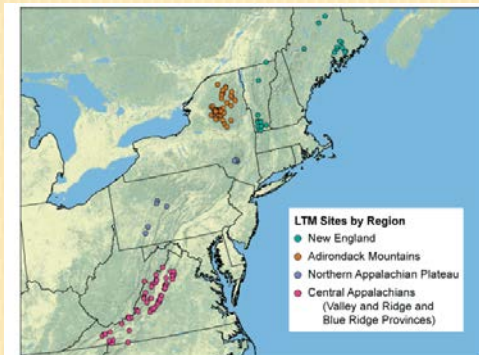 LTM Sites by Region
New England
Adirondack Mountains
Northern Appalachian Plateau
Central Appalachians
(Valley and Ridge and
Blue Ridge Provinces)